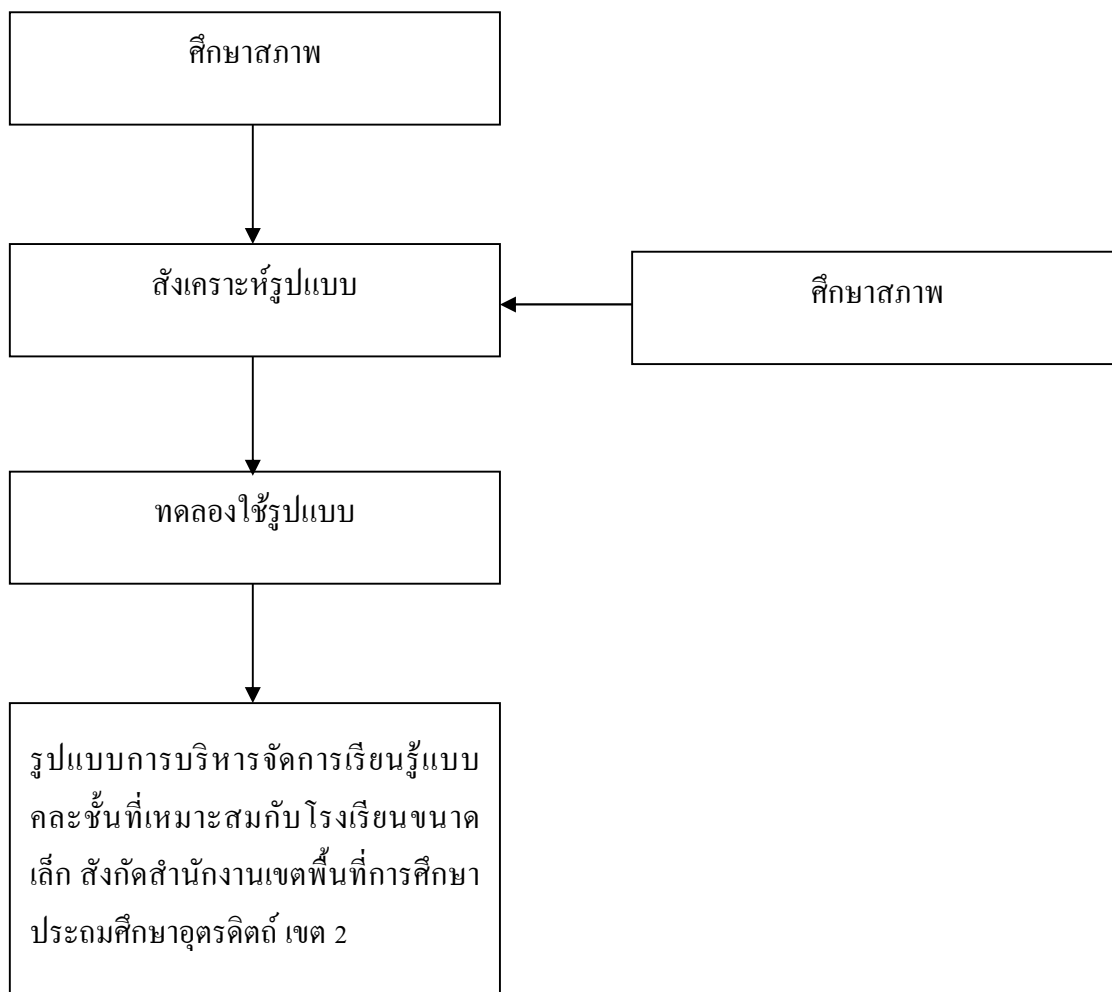 ศึกษาสภาพ
สังเคราะห์รูปแบบ
ศึกษาสภาพ
ทดลองใช้รูปแบบ
รูปแบบการบริหารจัดการเรียนรู้แบบ
คละชั้นที่เหมาะสมกับโรงเรียนขนาด
เล็ก สังกัดสำนักงานเขตพื้นที่การศึกษา
ประถมศึกษาอุตรดิตถ์ เขต 2